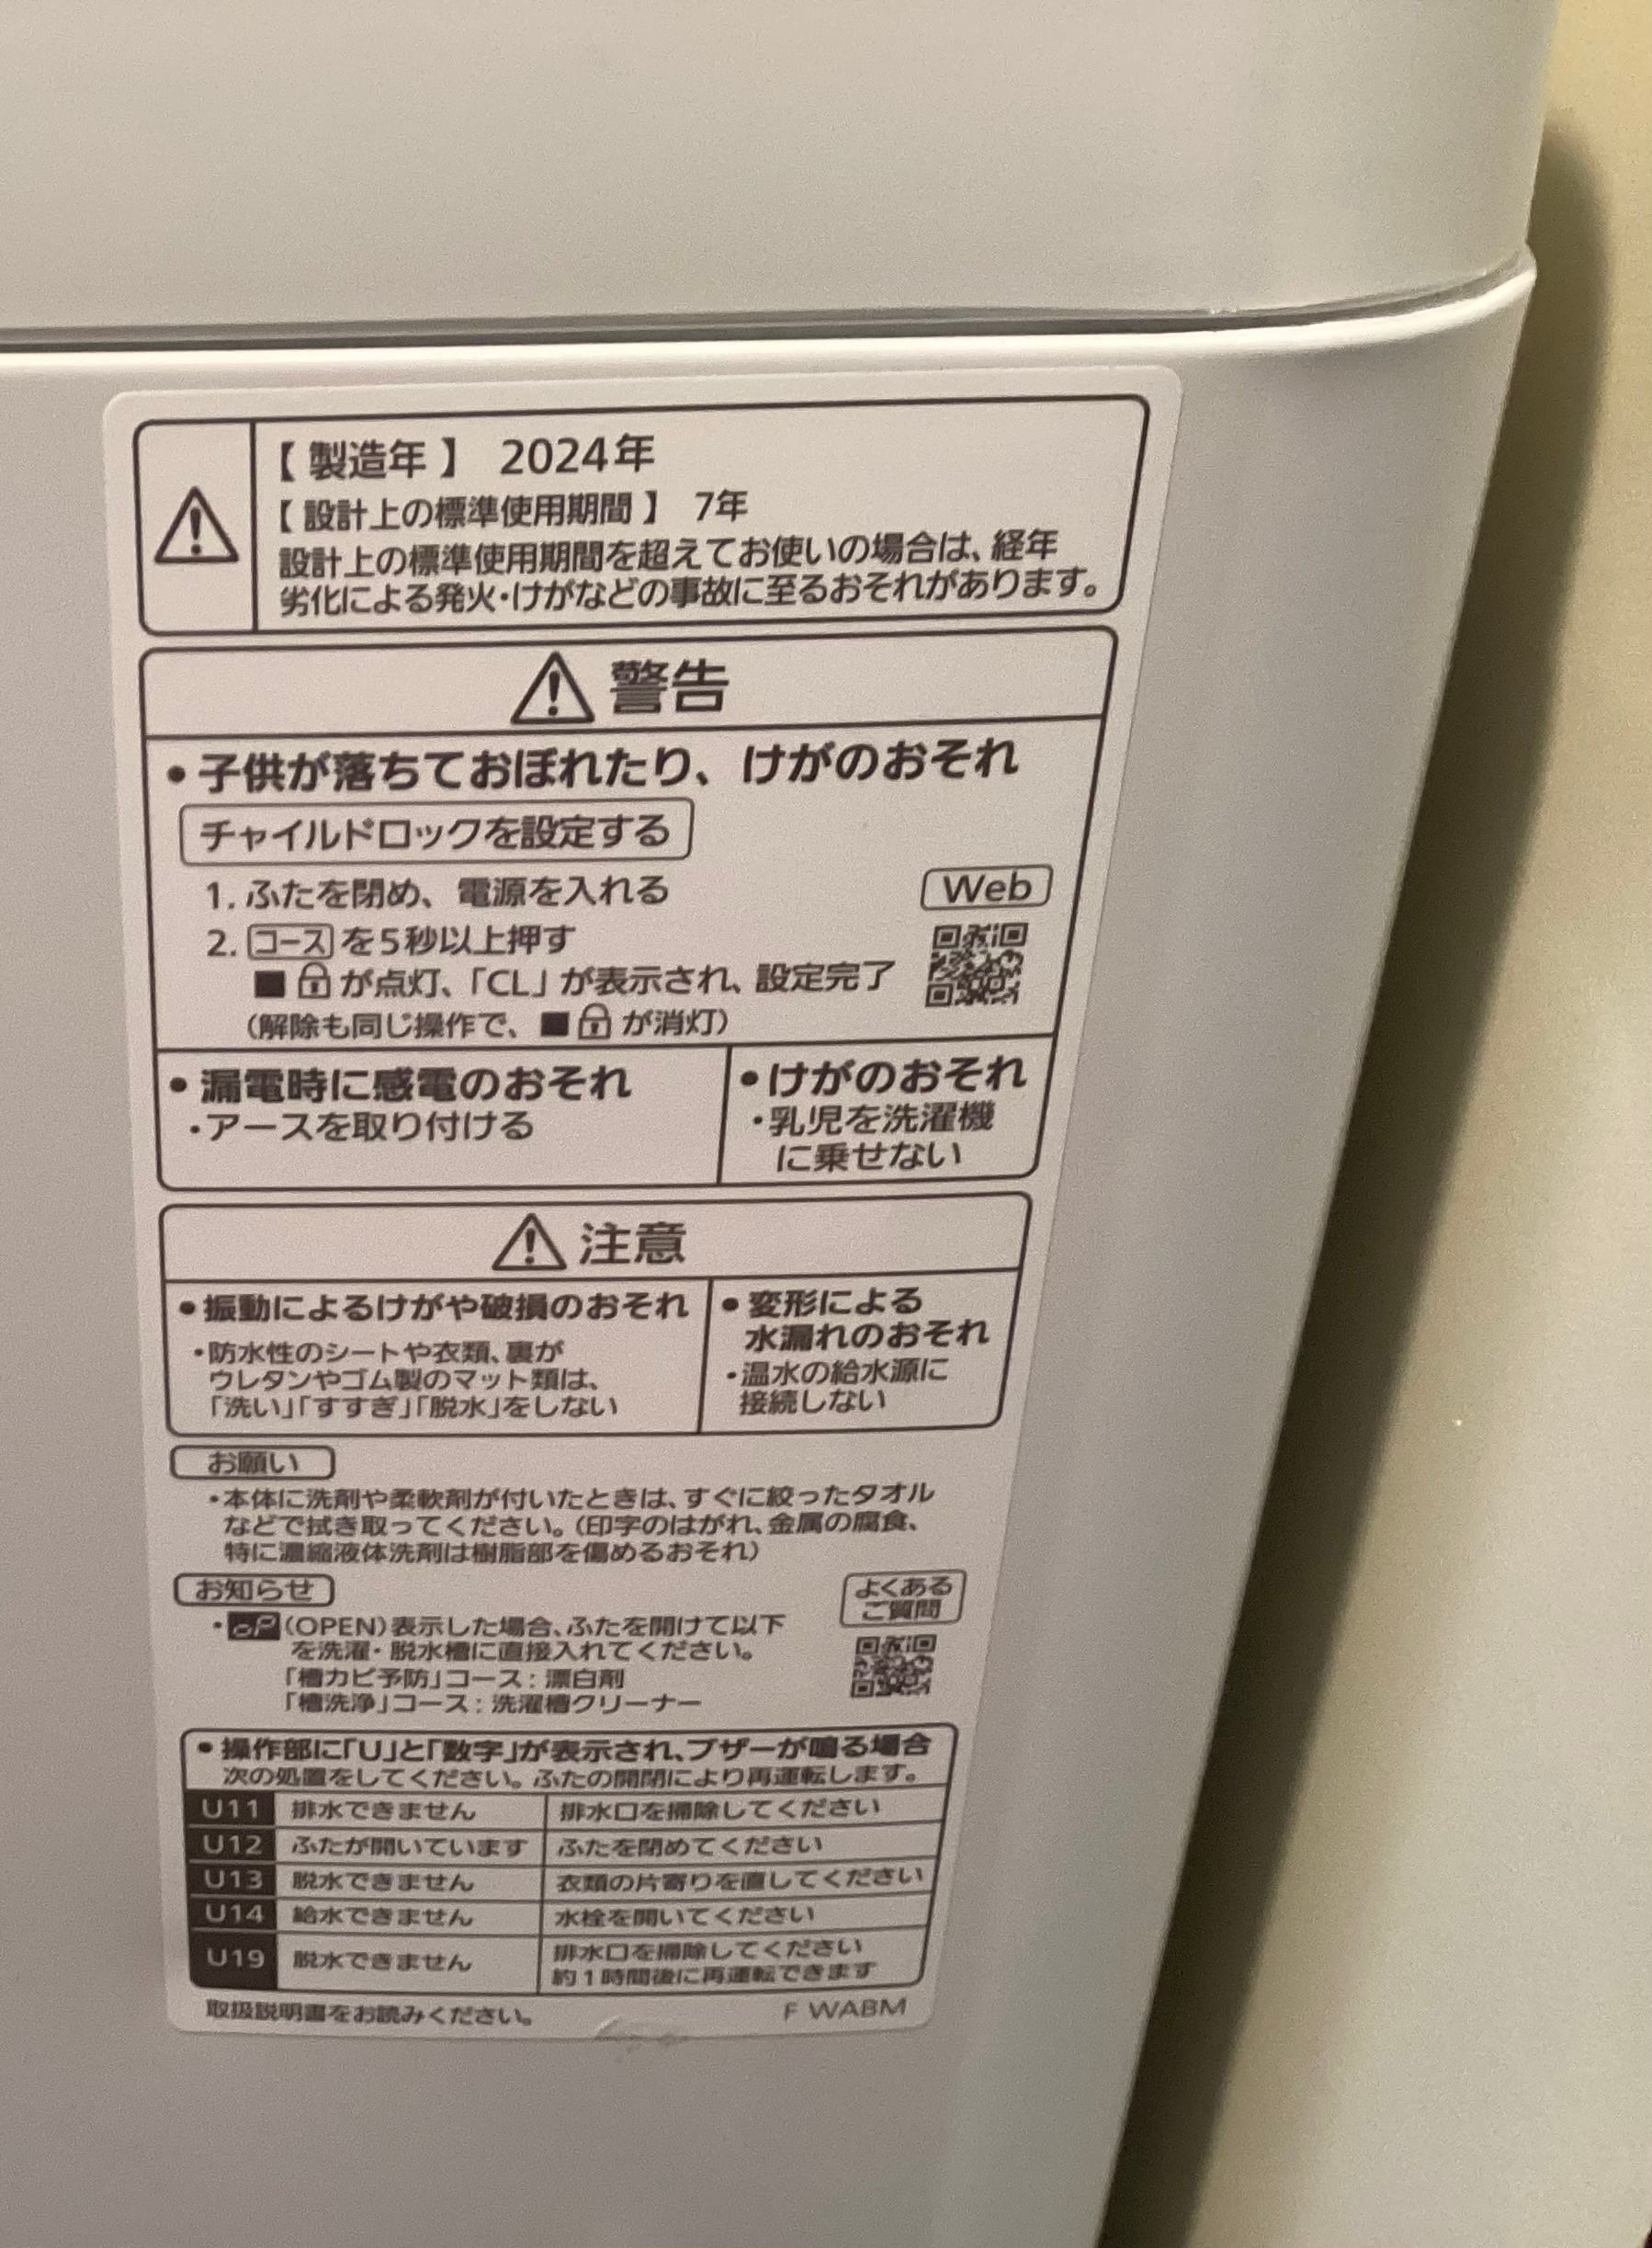 【製造年】 2024年
【設計上の標準使用期間】 7年
設計上の標準使用期間を超えてお使いの場合は、経年
劣化による発火・けがなどの事故に至るおそれがあります。
警告
• 子供が落ちておぼれたり、けがのおそれ
チャイルドロックを設定する
1. ふたを閉め、電源を入れる
Web
2. コース を5秒以上押す
■ が点灯、「CL」が表示され、設定完了
(解除も同じ操作で、■ が消灯)
• 漏電時に感電のおそれ
・アースを取り付ける
• けがのおそれ
・乳児を洗濯機
に乗せない
注意
• 振動によるけがや破損のおそれ
・防水性のシートや衣類、裏が
ウレタンやゴム製のマット類は、
「洗い」「すすぎ」「脱水」をしない
• 変形による
水漏れのおそれ
・温水の給水源に
接続しない
お願い
・本体に洗剤や柔軟剤が付いたときは、すぐに絞ったタオル
などで拭き取ってください。(印字のはがれ、金属の腐食、
特に濃縮液体洗剤は樹脂部を傷めるおそれ)
お知らせ
よくある
ご質問
・oP(OPEN)表示した場合、ふたを開けて以下
を洗濯・脱水槽に直接入れてください。
「槽カビ予防」コース:漂白剤
「槽洗浄」コース:洗濯槽クリーナー
• 操作部に「U」と「数字」が表示され、ブザーが鳴る場合
次の処置をしてください。ふたの開閉により再運転します。
U11 排水できません 排水口を掃除してください
U12 ふたが開いています ふたを閉めてください
U13 脱水できません 衣類の片寄りを直してください
U14 給水できません 水栓を開いてください
U19 脱水できません 排水口を掃除してください
約1時間後に再運転できます
取扱説明書をお読みください。 F WABM